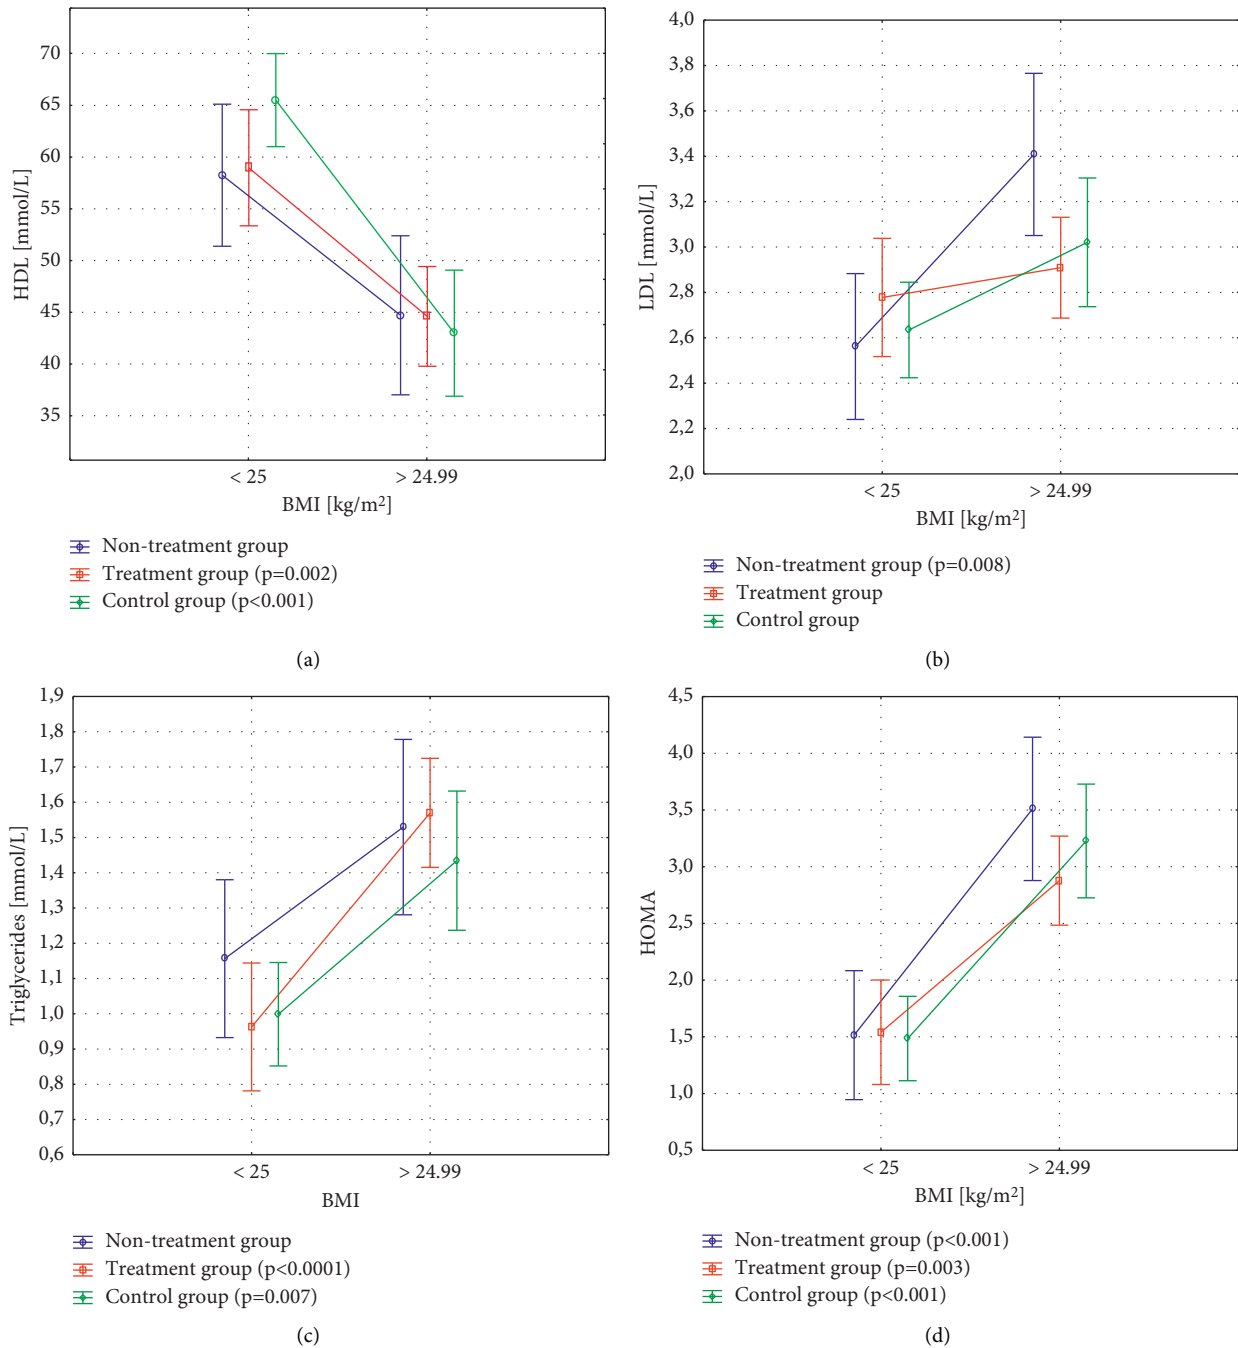 HDL [mmol/L]
70
65
60
55
50
45
40
35
< 25
> 24.99
BMI [kg/m²]
Non-treatment group
Treatment group (p=0.002)
Control group (p<0.001)
(a)
LDL [mmol/L]
4,0
3,8
3,6
3,4
3,2
3,0
2,8
2,6
2,4
2,2
2,0
< 25
> 24.99
BMI [kg/m²]
Non-treatment group (p=0.008)
Treatment group
Control group
(b)
Triglycerides [mmol/L]
1,9
1,8
1,7
1,6
1,5
1,4
1,3
1,2
1,1
1,0
0,9
0,8
0,7
0,6
< 25
> 24.99
BMI
Non-treatment group
Treatment group (p<0.0001)
Control group (p=0.007)
(c)
HOMA
4,5
4,0
3,5
3,0
2,5
2,0
1,5
1,0
0,5
< 25
> 24.99
BMI [kg/m²]
Non-treatment group (p<0.001)
Treatment group (p=0.003)
Control group (p<0.001)
(d)